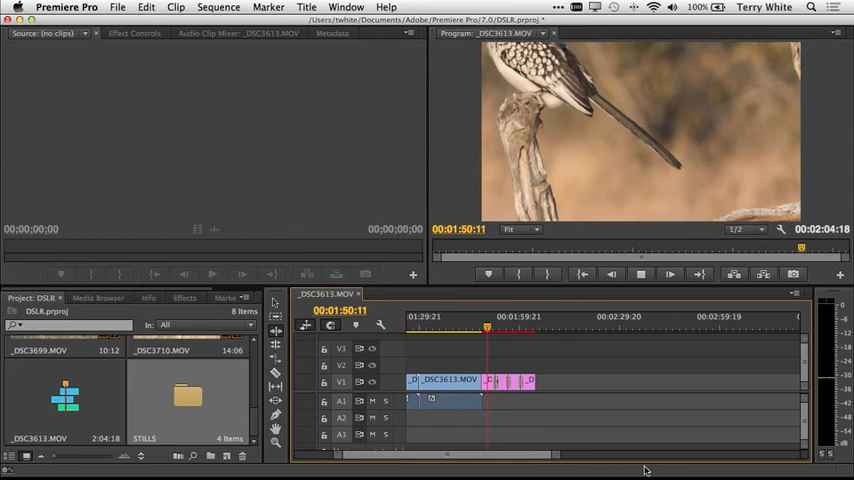 Premiere Pro File Edit Clip Sequence Marker Title Window Help 100% Terry White
/Users/twhite/Documents/Adobe/Premiere Pro/7.0/DSLR.prproj *
Source: (no clips) Effect Controls Audio Clip Mixer: _DSC3613.MOV Metadata
Program: _DSC3613.MOV
00;00;00;00 00;00;00;00
00:01:50:11 Fit 1/2 00:02:04:18
Project: DSLR Media Browser Info Effects Marke
DSLR.prproj 8 Items
In: All
_DSC3699.MOV 10:12 _DSC3710.MOV 14:06
_DSC3613.MOV 2:04:18 STILLS 4 Items
_DSC3613.MOV
00:01:50:11
:01:29:21 00:01:59:21 00:02:29:20 00:02:59:19
V3
V2
V1 _D _DSC3613.MOV _D _D
A1 M S
A2 M S
A3 M S
0
-6
-12
-18
-24
-30
-36
-42
-48
-54
S S